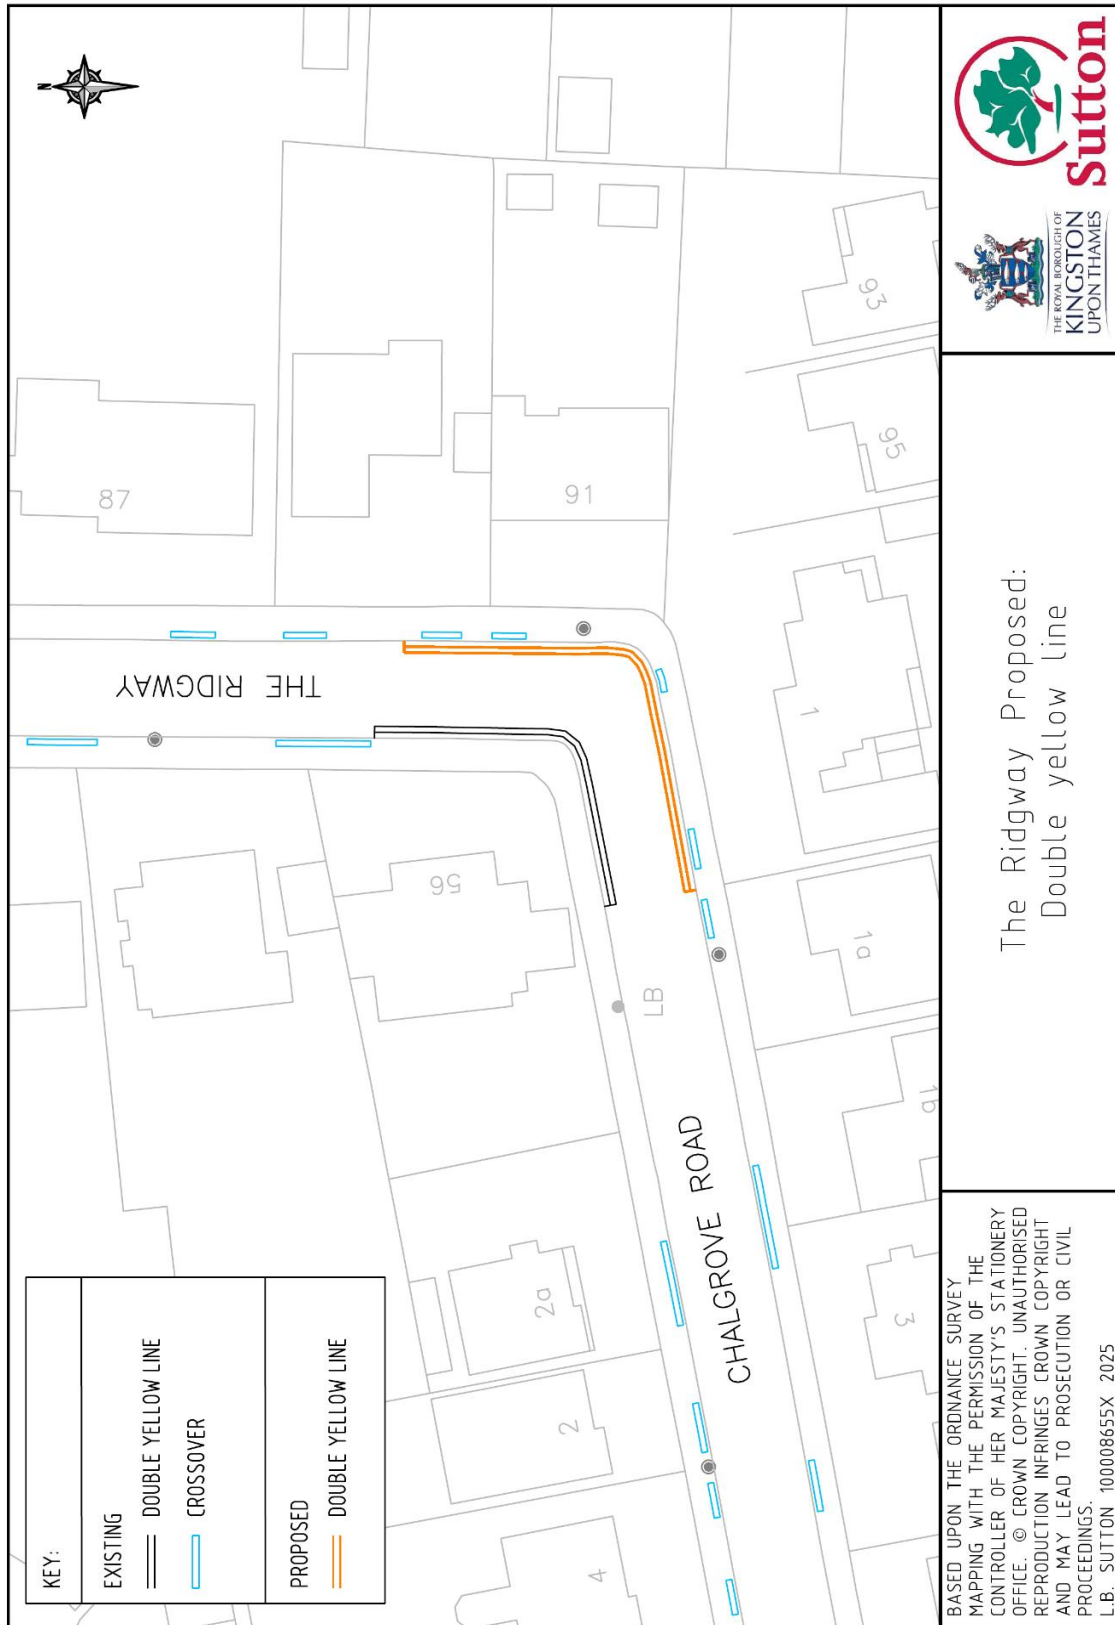 KEY:
EXISTING
DOUBLE YELLOW LINE
CROSSOVER
PROPOSED
DOUBLE YELLOW LINE
N
THE RIDGWAY
CHALGROVE ROAD
LB
87
91
93
95
56
1
1a
1b
2a
2
3
4
BASED UPON THE ORDNANCE SURVEY
MAPPING WITH THE PERMISSION OF THE
CONTROLLER OF HER MAJESTY'S STATIONERY
OFFICE. © CROWN COPYRIGHT. UNAUTHORISED
REPRODUCTION INFRINGES CROWN COPYRIGHT
AND MAY LEAD TO PROSECUTION OR CIVIL
PROCEEDINGS.
L.B. SUTTON 100008655X 2025
The Ridgway Proposed:
Double yellow line
THE ROYAL BOROUGH OF
KINGSTON
UPON THAMES
Sutton